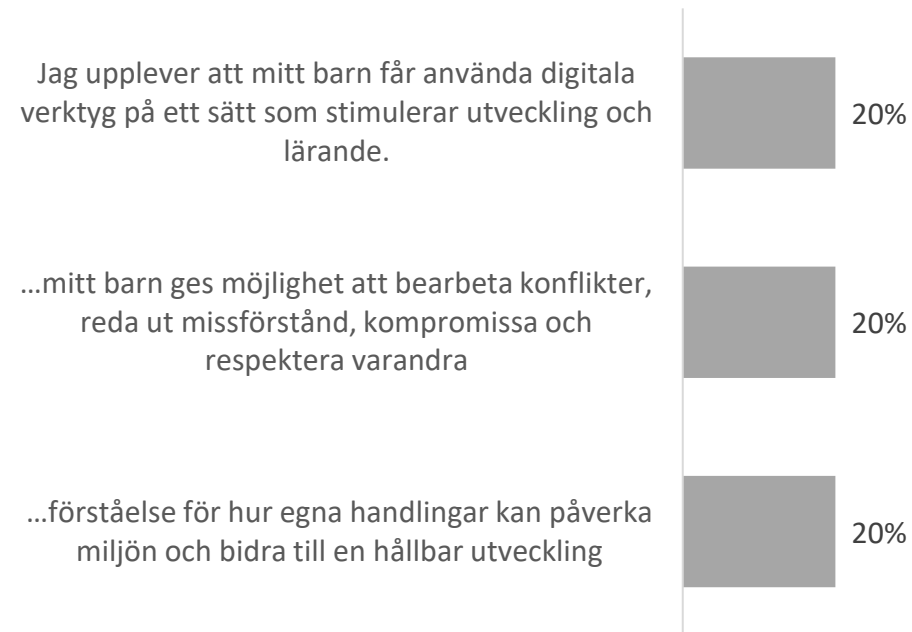 Jag upplever att mitt barn får använda digitala
verktyg på ett sätt som stimulerar utveckling och
lärande.
20%
...mitt barn ges möjlighet att bearbeta konflikter,
reda ut missförstånd, kompromissa och
respektera varandra
20%
...förståelse för hur egna handlingar kan påverka
miljön och bidra till en hållbar utveckling
20%